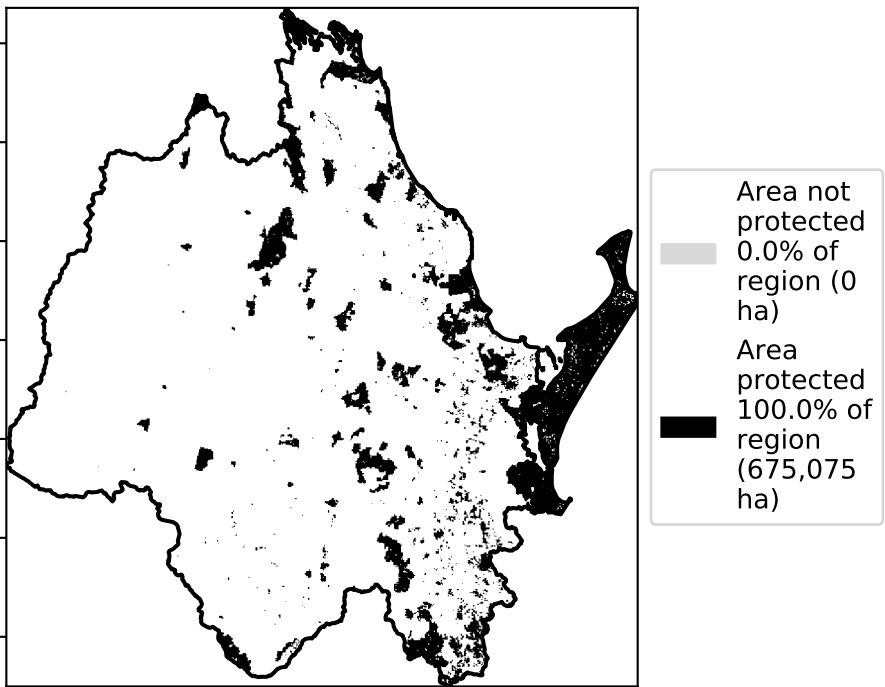 Area not
protected
0.0% of
region (0
ha)
Area
protected
100.0% of
region
(675,075
ha)